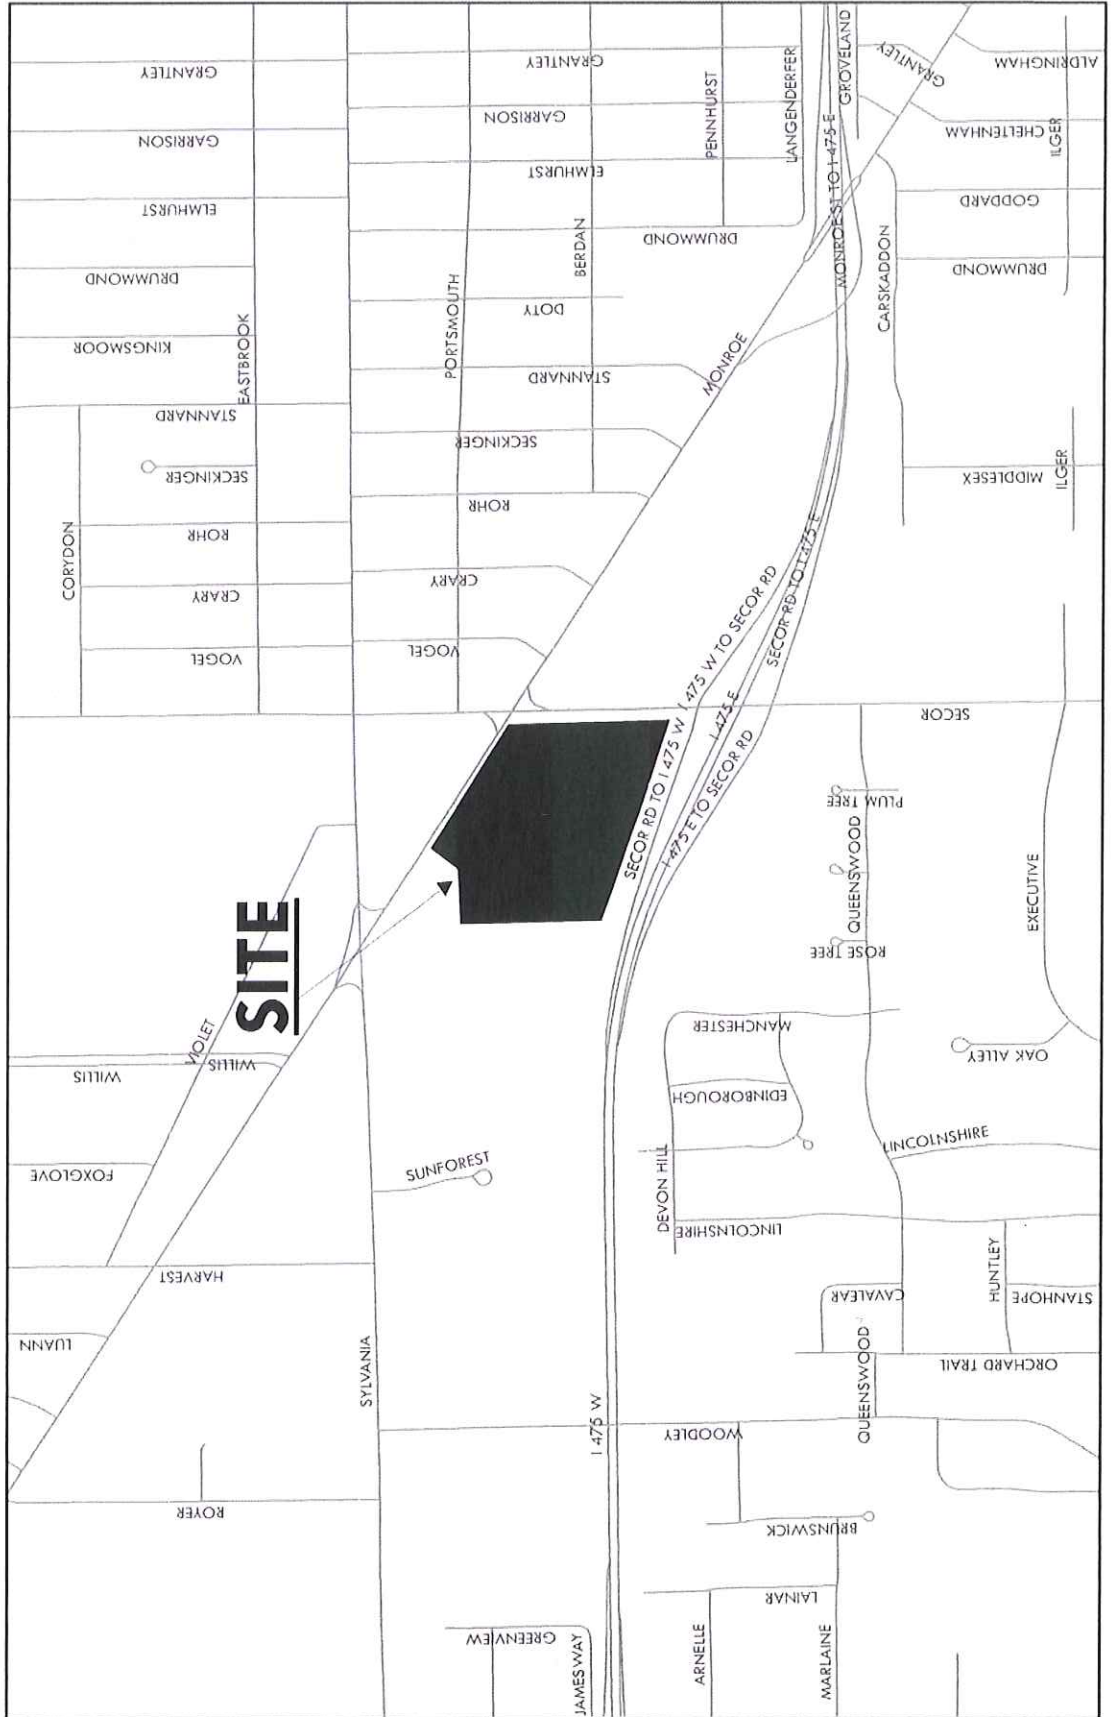 GRANTLEY
GARRISON
ELMHURST
DRUMMOND
KINGSMOOR
STANNARD
SECKINGER
ROHR
CRARY
VOGEL
CORYDON
EASTBROOK
GRANTLEY
GARRISON
ELMHURST
DRUMMOND
DOTY
STANNARD
SECKINGER
ROHR
CRARY
VOGEL
PORTSMOUTH
BERDAN
PENNHURST
LANGENDERFER
GROVELAND
GRANTLEY
ALDRINGHAM
CHELTENHAM
ILGER
GODDARD
DRUMMOND
CARSKADDON
MIDDLESEX
ILGER
MONROE
MONROE ST TO I 475 E
I 475 W TO SECOR RD
SECOR RD TO I 475 E
SECOR RD TO I 475 W
I 475 E
I 475 E TO SECOR RD
SECOR
SITE
VIOLET
WILLIS
WILLIS
FOXGLOVE
HARVEST
LUANN
ROYER
SYLVANIA
SUNFOREST
PLUM TREE
QUEENSWOOD
ROSE TREE
EXECUTIVE
OAK ALLEY
MANCHESTER
EDINBOROUGH
DEVON HILL
LINCOLNSHIRE
LINCOLNSHIRE
HUNTLEY
STANHOPE
CAVALEAR
ORCHARD TRAIL
QUEENSWOOD
WOODLEY
I 475 W
BRUNSWICK
LAINAR
GREENVIEW
JAMESWAY
ARNELLE
MARLAINE